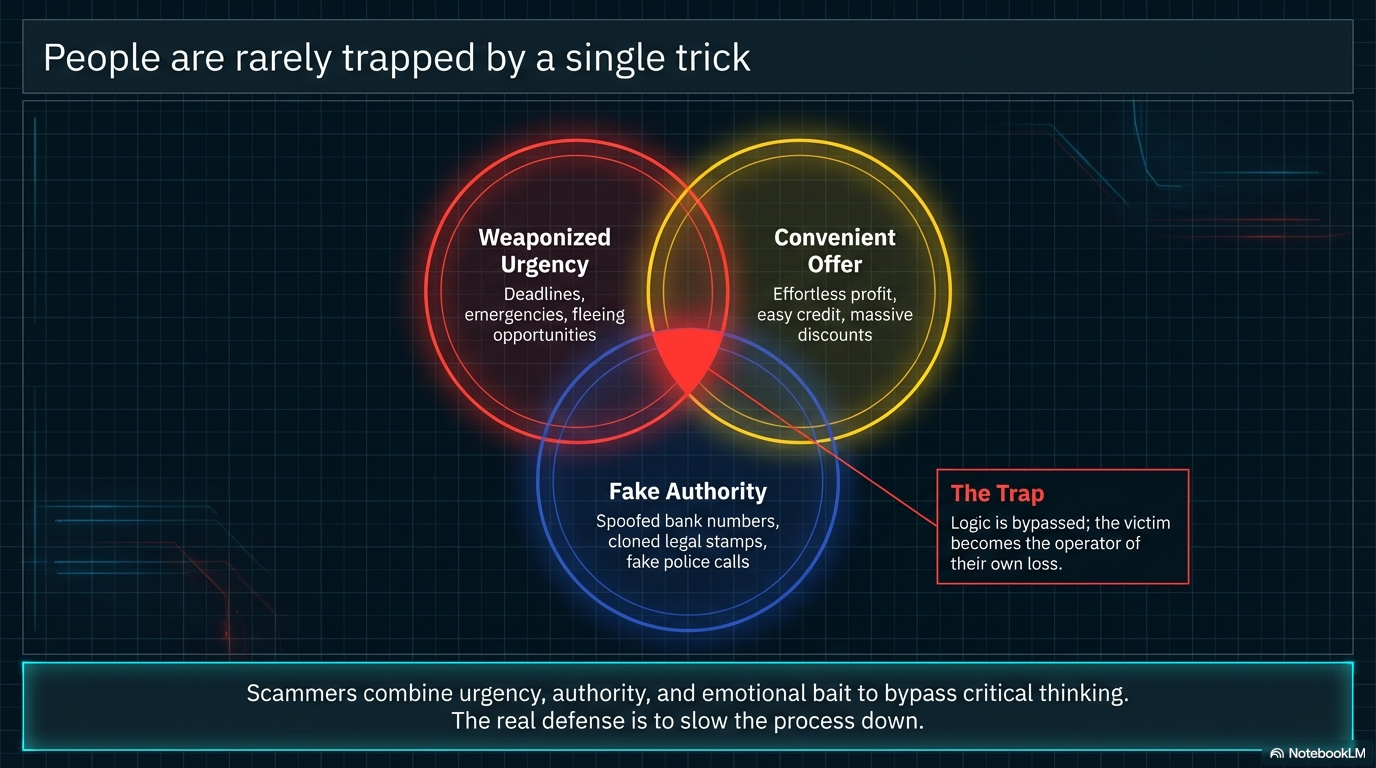 People are rarely trapped by a single trick
Weaponized
Urgency
Deadlines,
emergencies, fleeing
opportunities
Convenient
Offer
Effortless profit,
easy credit, massive
discounts
Fake Authority
Spoofed bank numbers,
cloned legal stamps,
fake police calls
The Trap
Logic is bypassed; the victim
becomes the operator of
their own loss.
Scammers combine urgency, authority, and emotional bait to bypass critical thinking.
The real defense is to slow the process down.
NotebookLM